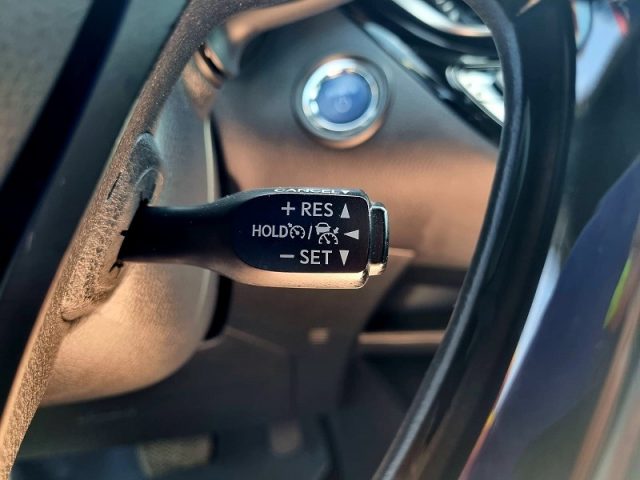 CANCEL▼
+ RES ▲
HOLD / ◀
− SET ▼